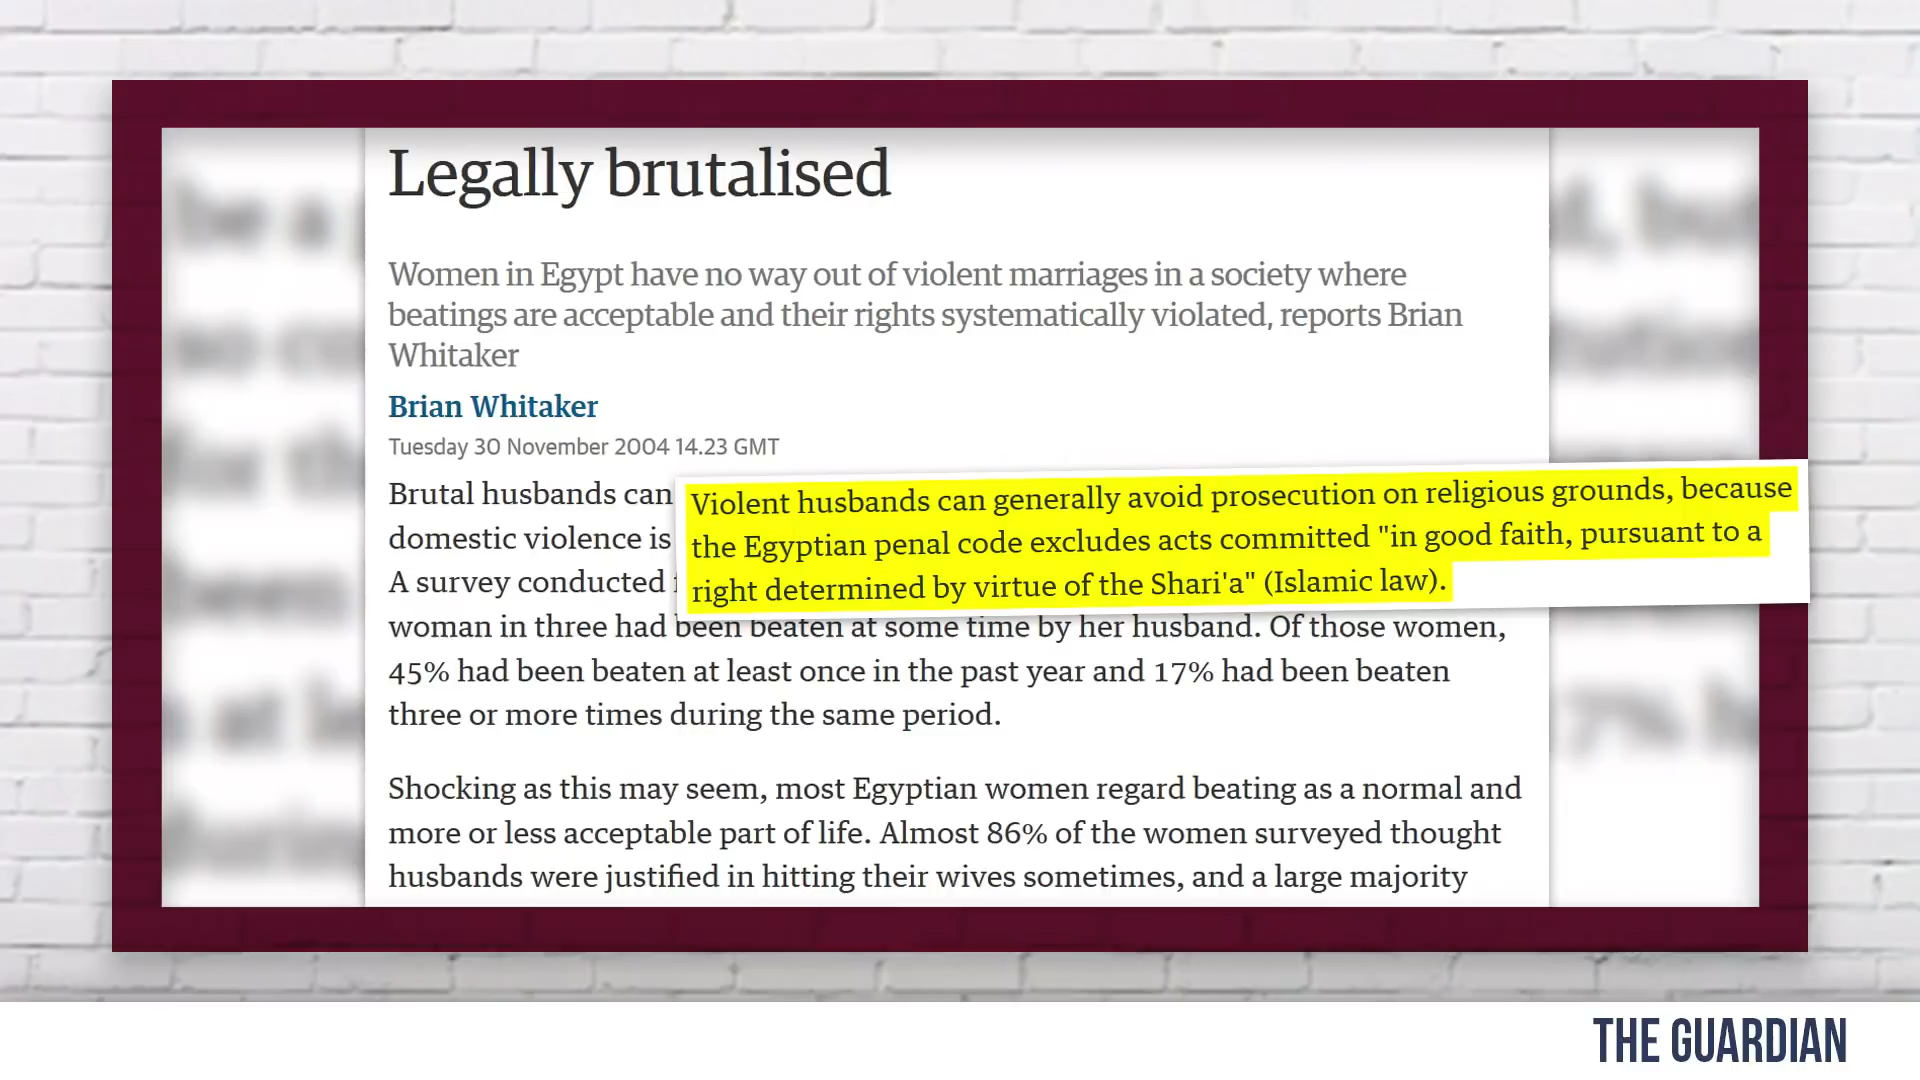 Legally brutalised
Women in Egypt have no way out of violent marriages in a society where
beatings are acceptable and their rights systematically violated, reports Brian
Whitaker
Brian Whitaker
Tuesday 30 November 2004 14.23 GMT
Brutal husbands can
domestic violence is
A survey conducted
Violent husbands can generally avoid prosecution on religious grounds, because
the Egyptian penal code excludes acts committed "in good faith, pursuant to a
right determined by virtue of the Shari'a" (Islamic law).
woman in three had been beaten at some time by her husband. Of those women,
45% had been beaten at least once in the past year and 17% had been beaten
three or more times during the same period.
Shocking as this may seem, most Egyptian women regard beating as a normal and
more or less acceptable part of life. Almost 86% of the women surveyed thought
husbands were justified in hitting their wives sometimes, and a large majority
THE GUARDIAN